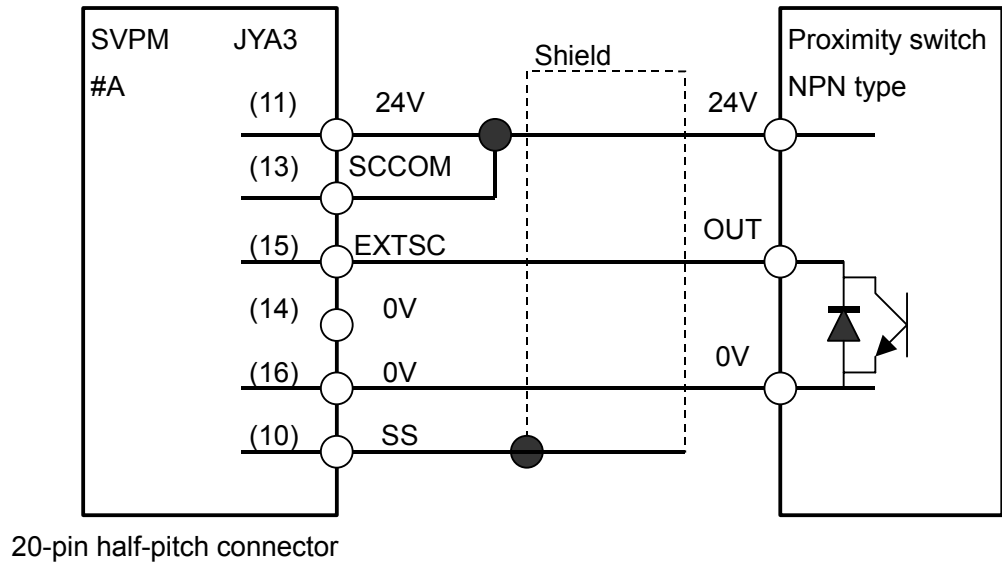 SVPM JYA3
#A
Shield
Proximity switch
NPN type
(11) 24V 24V
(13) SCCOM
(15) EXTSC OUT
(14) 0V
(16) 0V 0V
(10) SS
20-pin half-pitch connector